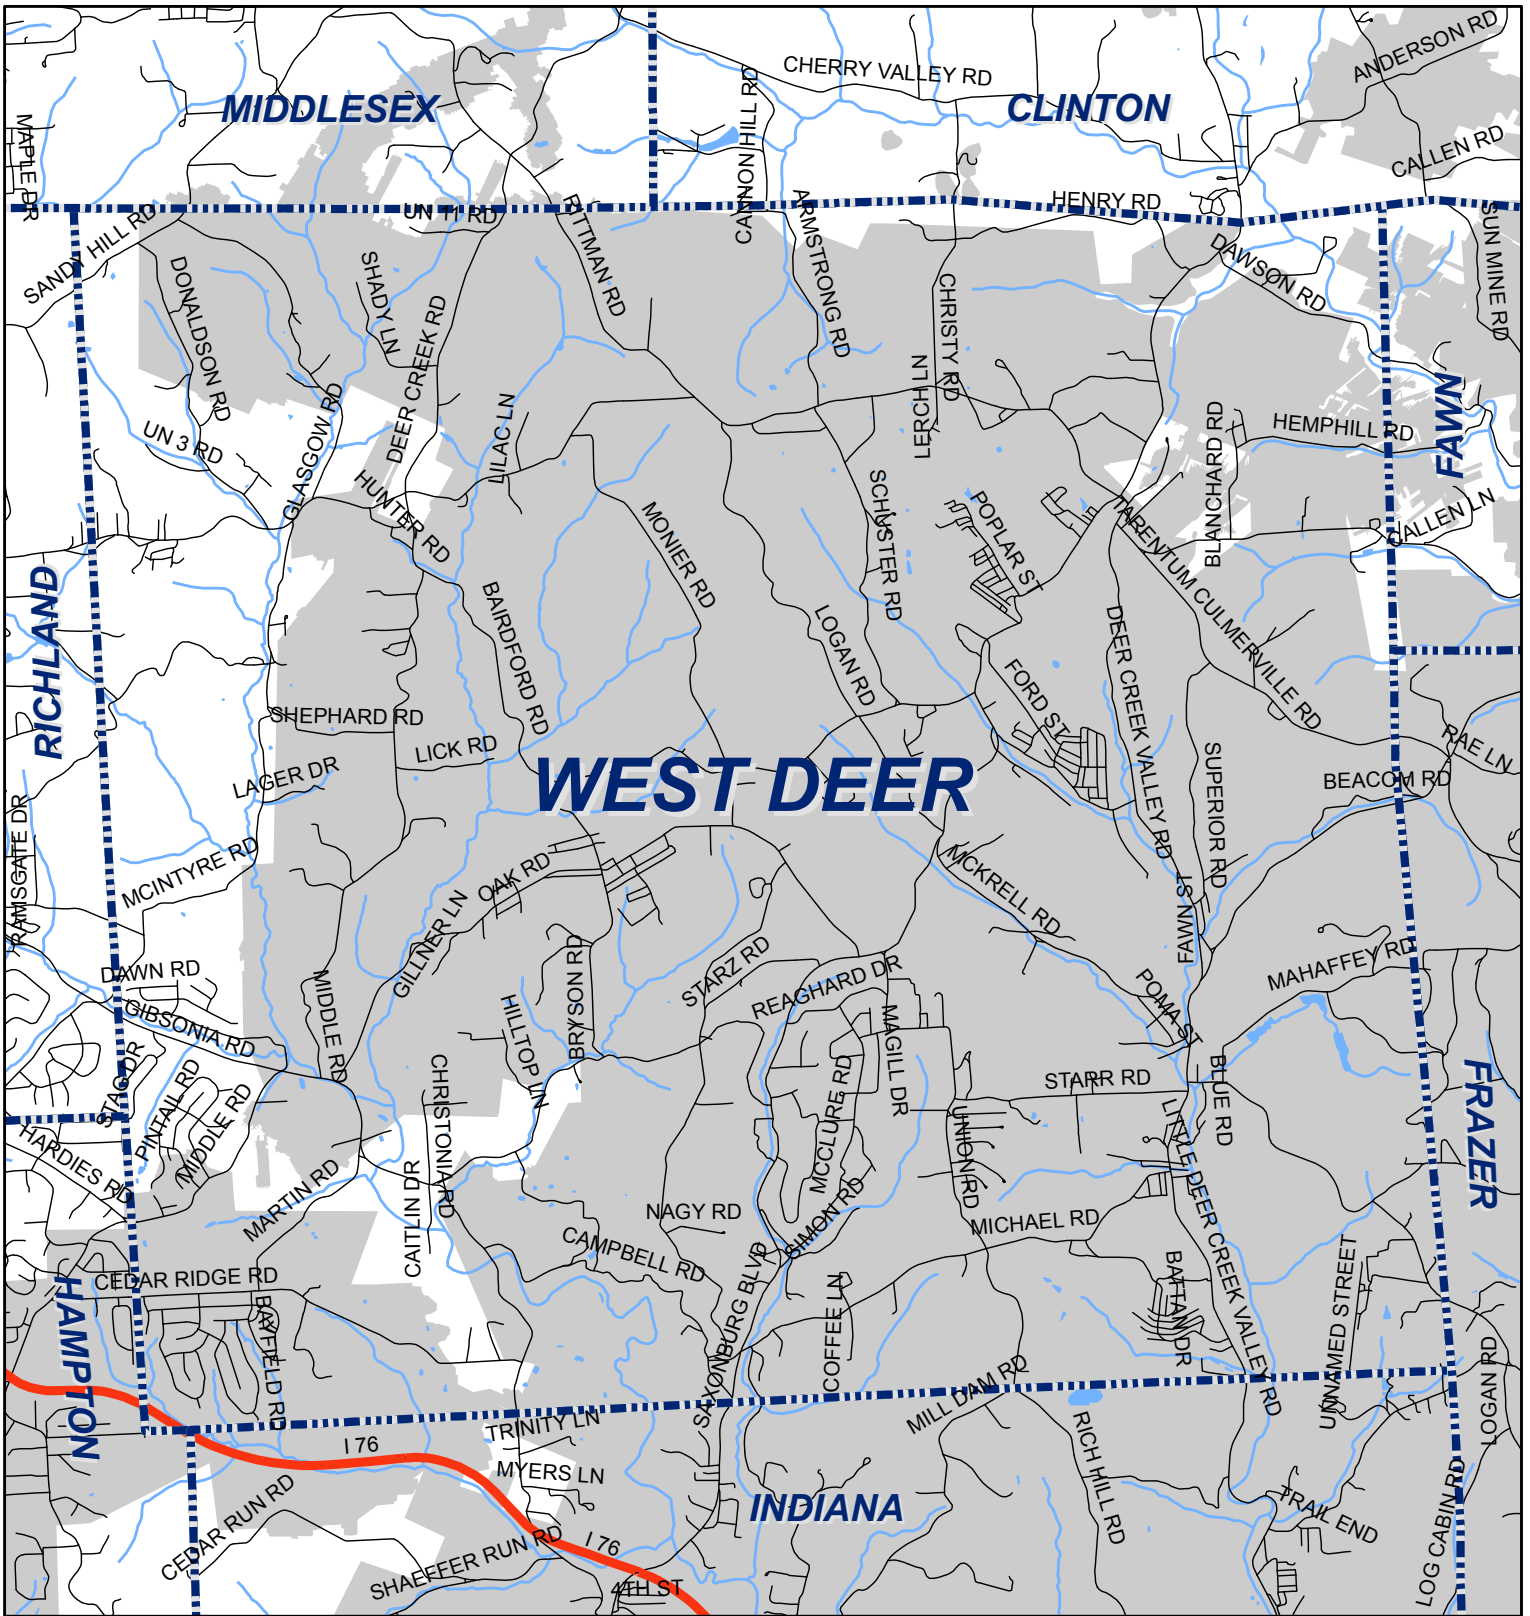 ANDERSON RD
CHERRY VALLEY RD
MIDDLESEX
CLINTON
CANNON HILL RD
MAPLE DR
CALLEN RD
HENRY RD
UN 11 RD
PITTMAN RD
ARMSTRONG RD
SUN MINE RD
SANDY HILL RD
DAWSON RD
DONALDSON RD
SHADY LN
DEER CREEK RD
CHRISTY RD
LERCH LN
FAWN
GLASGOW RD
LILAC LN
BLANCHARD RD
HEMPHILL RD
UN 3 RD
HUNTER RD
MONIER RD
SCHUSTER RD
POPLAR ST
TARENTUM CULMERVILLE RD
CALLEN LN
RICHLAND
BAIRDFORD RD
LOGAN RD
DEER CREEK VALLEY RD
FORD ST
SHEPHARD RD
LICK RD
LAGER DR
WEST DEER
SUPERIOR RD
RAE LN
BEACOM RD
RAMSGATE DR
MCINTYRE RD
OAK RD
GILLNER LN
MCKRELL RD
FAWN ST
DAWN RD
GIBSONIA RD
MIDDLE RD
HILLTOP LN
BRYSON RD
STARZ RD
REAGHARD DR
MAGILL DR
POMA ST
MAHAFFEY RD
STAG DR
PINTAIL RD
MIDDLE RD
CHRISTONIA RD
MCCLURE RD
STARR RD
BLUE RD
UNION RD
LITTLE DEER CREEK VALLEY RD
FRAZER
HARDIES RD
MARTIN RD
CAITLIN DR
NAGY RD
SIMON RD
MICHAEL RD
CAMPBELL RD
SAXONBURG BLVD
COFFEE LN
BATTAN DR
UNNAMED STREET
CEDAR RIDGE RD
HAMPTON
BAYFIELD RD
LOGAN RD
MILL DAM RD
TRINITY LN
I 76
MYERS LN
RICH HILL RD
INDIANA
CEDAR RUN RD
SHAEFFER RUN RD
I 76
4TH ST
TRAIL END
LOG CABIN RD